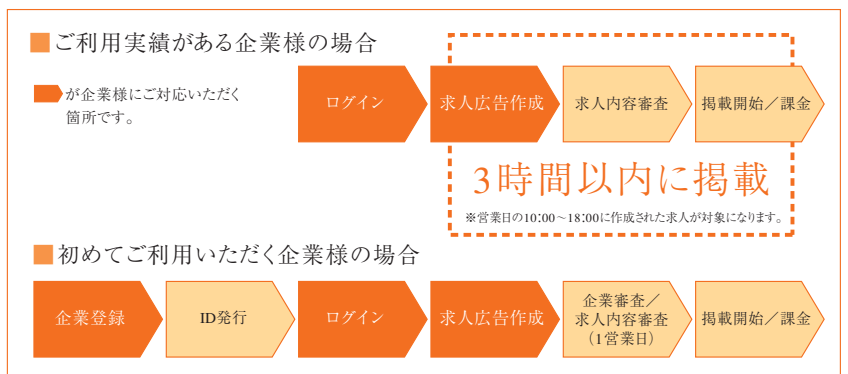 ■ご利用実績がある企業様の場合
が企業様にご対応いただく
箇所です。
ログイン
求人広告作成
求人内容審査
掲載開始／課金
3時間以内に掲載
※営業日の10:00～18:00に作成された求人が対象になります。
■初めてご利用いただく企業様の場合
企業登録
ID発行
ログイン
求人広告作成
企業審査／
求人内容審査
（1営業日）
掲載開始／課金